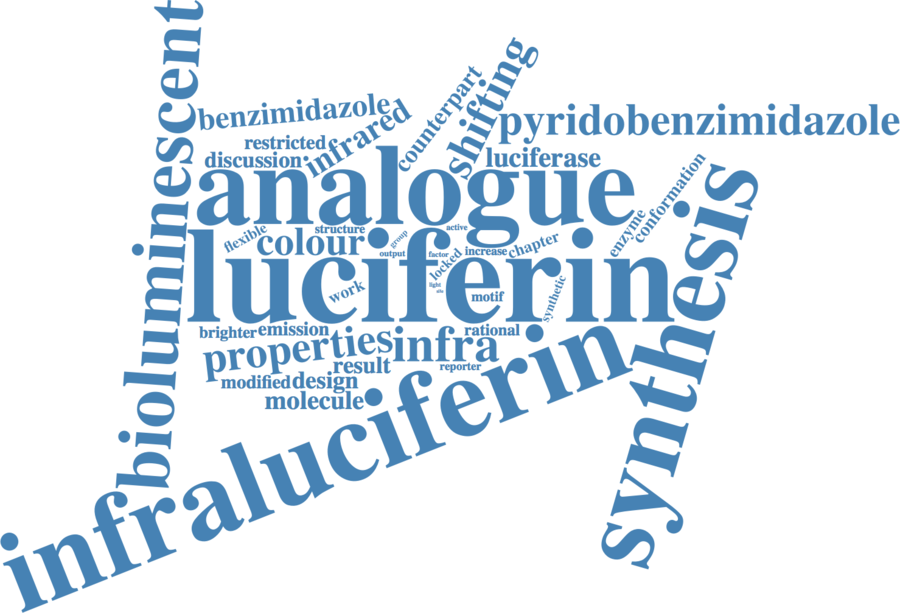 bioluminescent
benzimidazole
infrared
counterpart
shifting
pyridobenzimidazole
restricted
discussion
luciferase
analogue
conformation
enzyme
synthesis
flexible
structure
colour
group
active
output
factor
locked
increase
chapter
luciferin
light
work
motif
synthetic
brighter
emission
rational
properties
infra
result
reporter
modified
design
molecule
infraluciferin